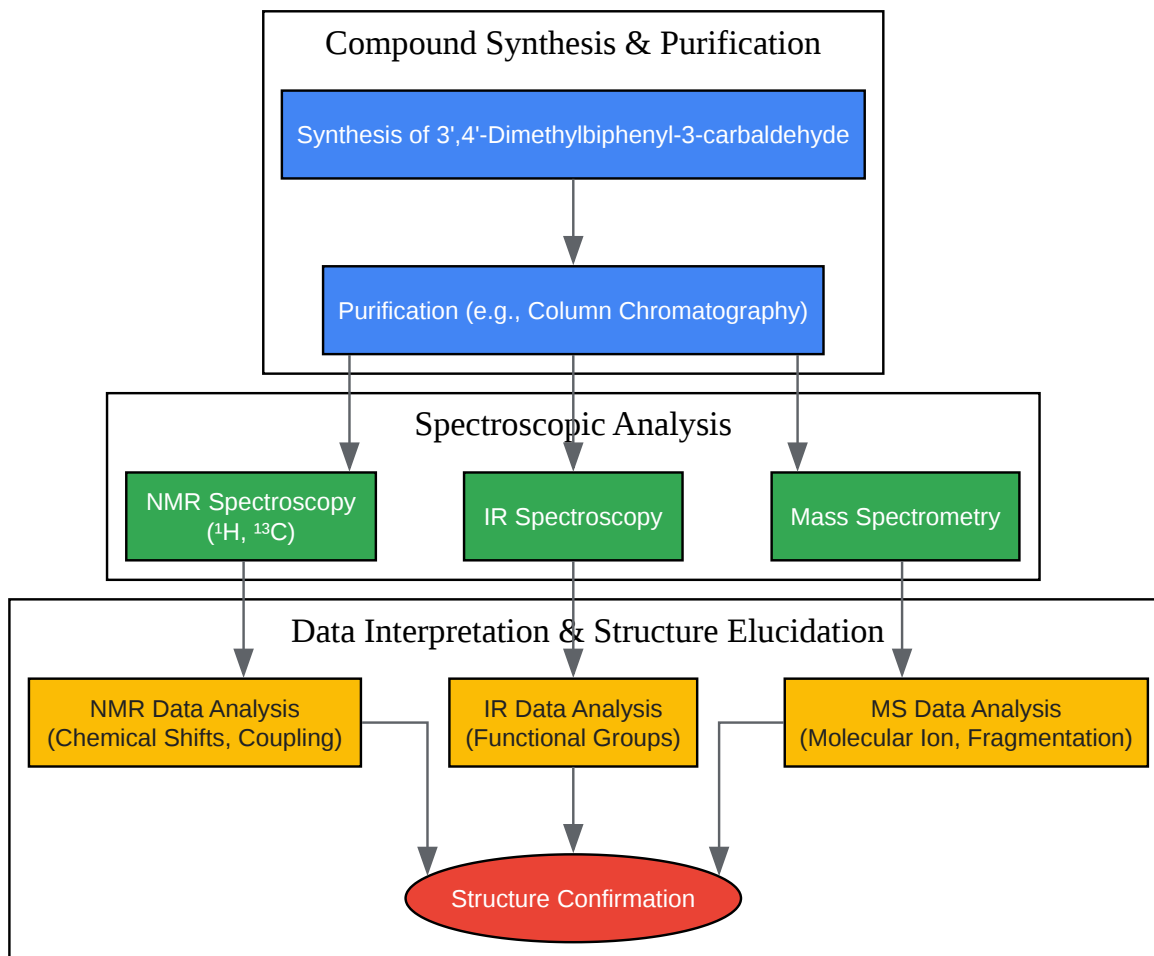 Compound Synthesis & Purification
Synthesis of 3',4'-Dimethylbiphenyl-3-carbaldehyde
Purification (e.g., Column Chromatography)
Spectroscopic Analysis
NMR Spectroscopy
(¹H, ¹³C)
IR Spectroscopy
Mass Spectrometry
Data Interpretation & Structure Elucidation
NMR Data Analysis
(Chemical Shifts, Coupling)
IR Data Analysis
(Functional Groups)
MS Data Analysis
(Molecular Ion, Fragmentation)
Structure Confirmation